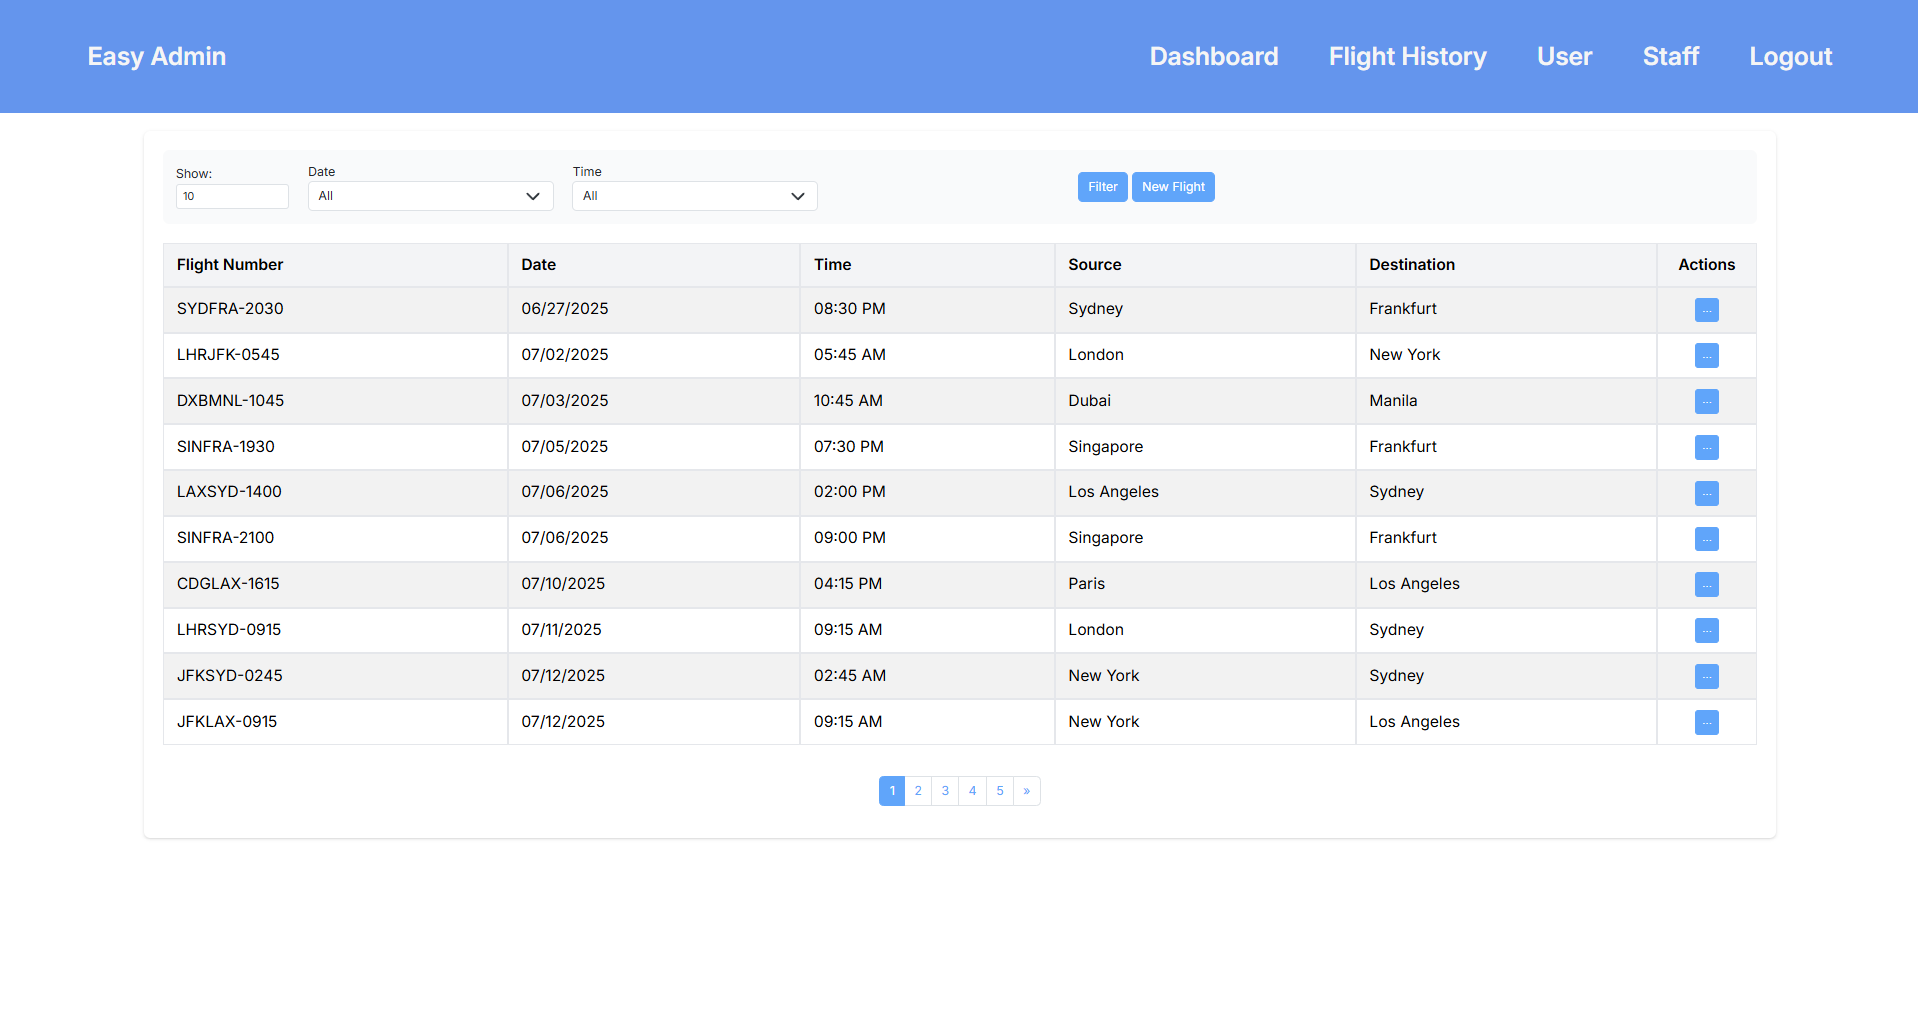 Easy Admin Dashboard Flight History User Staff Logout
Show: Date Time
10 All All Filter New Flight
Flight Number Date Time Source Destination Actions
SYDFRA-2030 06/27/2025 08:30 PM Sydney Frankfurt ...
LHRJFK-0545 07/02/2025 05:45 AM London New York ...
DXBMNL-1045 07/03/2025 10:45 AM Dubai Manila ...
SINFRA-1930 07/05/2025 07:30 PM Singapore Frankfurt ...
LAXSYD-1400 07/06/2025 02:00 PM Los Angeles Sydney ...
SINFRA-2100 07/06/2025 09:00 PM Singapore Frankfurt ...
CDGLAX-1615 07/10/2025 04:15 PM Paris Los Angeles ...
LHRSYD-0915 07/11/2025 09:15 AM London Sydney ...
JFKSYD-0245 07/12/2025 02:45 AM New York Sydney ...
JFKLAX-0915 07/12/2025 09:15 AM New York Los Angeles ...
1 2 3 4 5 »